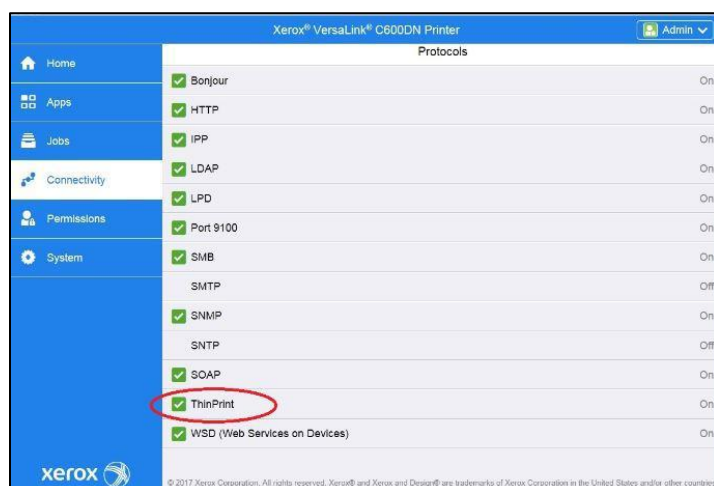 Xerox® VersaLink® C600DN Printer
Admin
Home
Apps
Jobs
Connectivity
Permissions
System
Protocols
Bonjour On
HTTP On
IPP On
LDAP On
LPD On
Port 9100 On
SMB On
SMTP Off
SNMP On
SNTP Off
SOAP On
ThinPrint On
WSD (Web Services on Devices) On
xerox
© 2017 Xerox Corporation. All rights reserved. Xerox® and Xerox and Design® are trademarks of Xerox Corporation in the United States and/or other countries